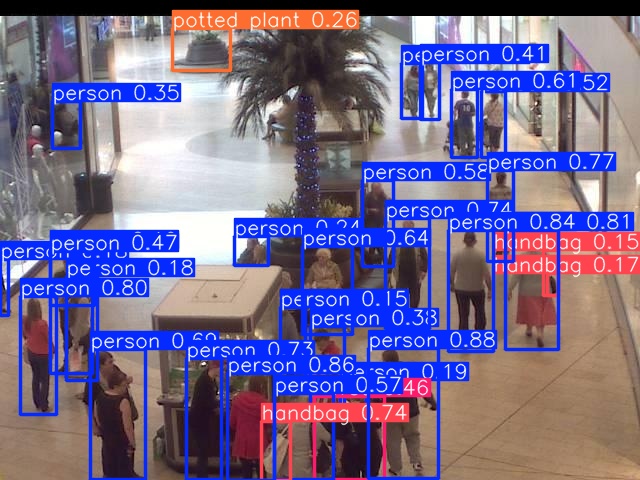 potted plant 0.26
person 0.41
person 0.61
52
person 0.35
person 0.77
person 0.58
person 0.74
person 0.84
0.81
handbag 0.15
handbag 0.17
person 0.47
person 0.18
person 0.80
0.64
person 0.15
person 0.38
person 0.88
person 0.73
person 0.86
0.19
person 0.57
46
handbag 0.74